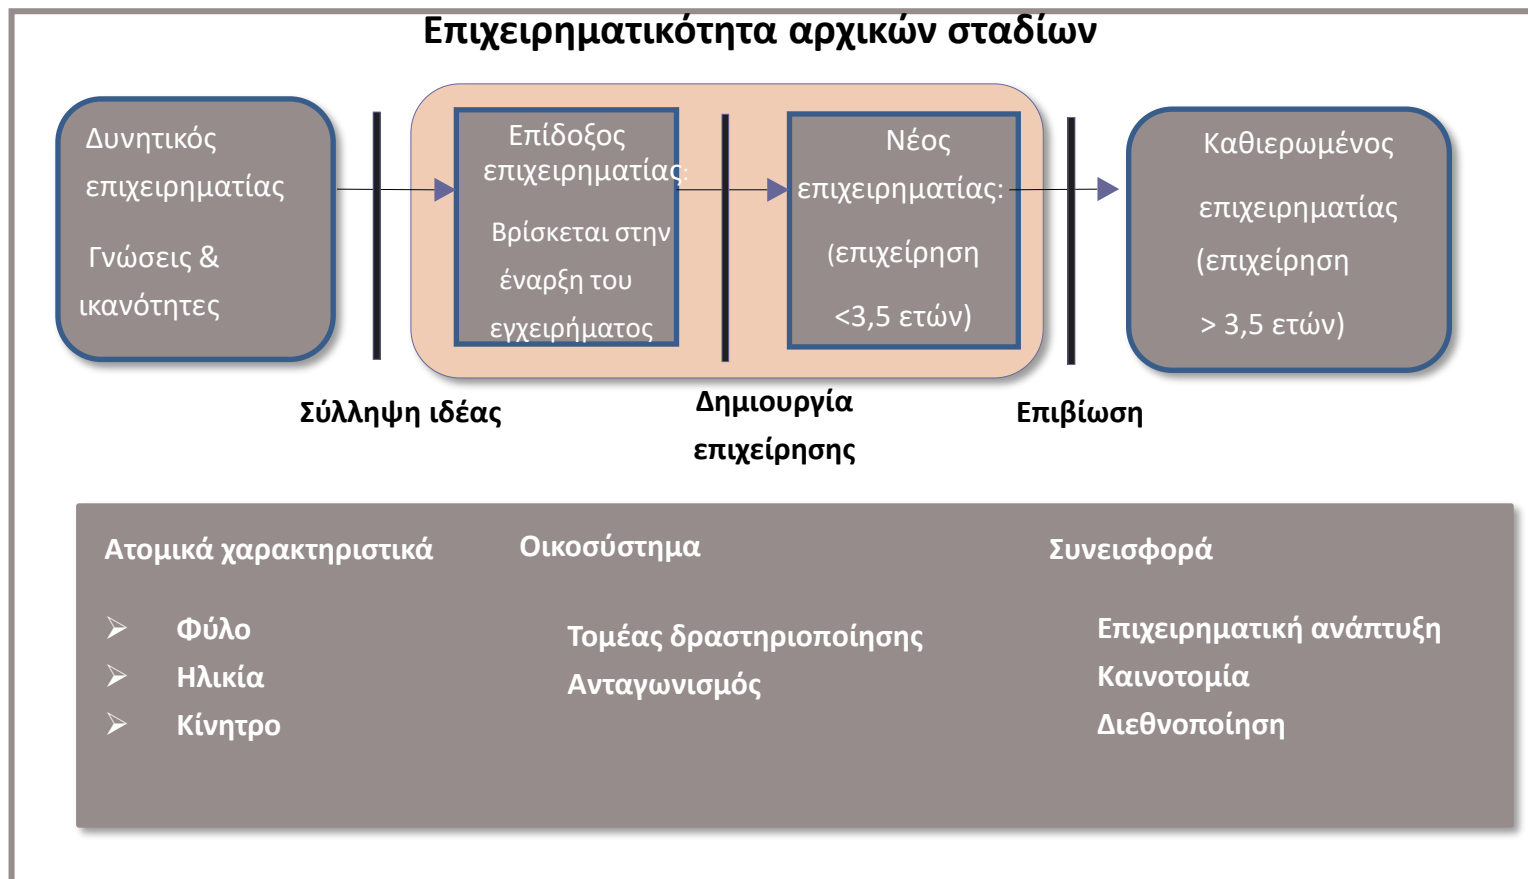 Επιχειρηματικότητα αρχικών σταδίων
Δυνητικός
επιχειρηματίας
Γνώσεις &
ικανότητες
Επίδοξος
επιχειρηματίας:
Βρίσκεται στην
έναρξη του
εγχειρήματος
Νέος
επιχειρηματίας:
(επιχείρηση
<3,5 ετών)
Καθιερωμένος
επιχειρηματίας
(επιχείρηση
> 3,5 ετών)
Σύλληψη ιδέας
Δημιουργία
επιχείρησης
Επιβίωση
Ατομικά χαρακτηριστικά
➢ Φύλο
➢ Ηλικία
➢ Κίνητρο
Οικοσύστημα
Τομέας δραστηριοποίησης
Ανταγωνισμός
Συνεισφορά
Επιχειρηματική ανάπτυξη
Καινοτομία
Διεθνοποίηση